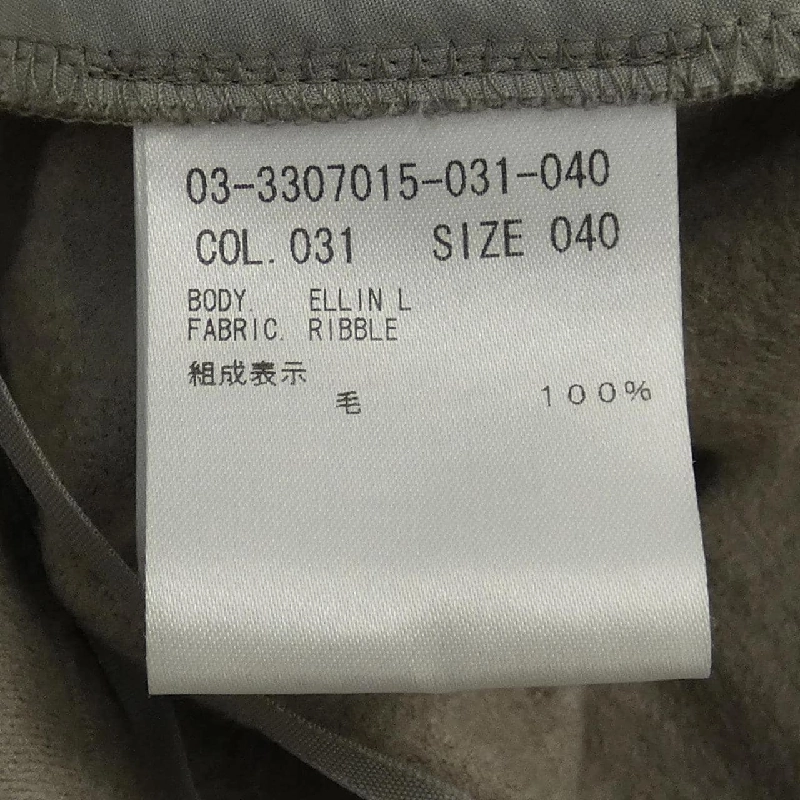 03-3307015-031-040
COL. 031 SIZE 040
BODY. ELLIN L
FABRIC. RIBBLE
組成表示
毛 100%